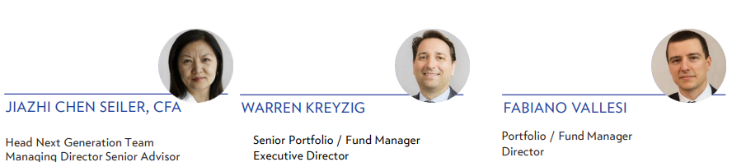 JIAZHI CHEN SEILER, CFA
Head Next Generation Team
Managing Director Senior Advisor
WARREN KREYZIG
Senior Portfolio / Fund Manager
Executive Director
FABIANO VALLESI
Portfolio / Fund Manager
Director